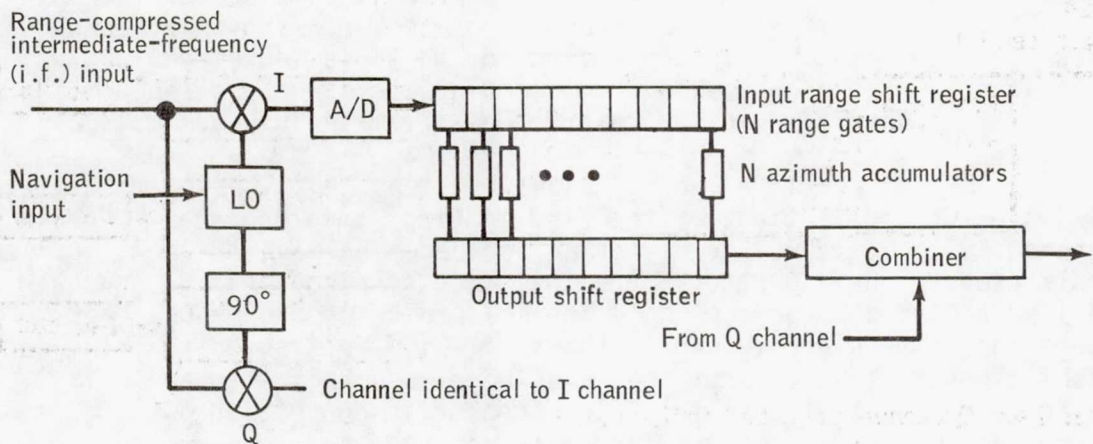 Range-compressed
intermediate-frequency
(i.f.) input
I
A/D
Input range shift register
(N range gates)
Navigation
input
LO
N azimuth accumulators
90°
Output shift register
Combiner
From Q channel
Channel identical to I channel
Q